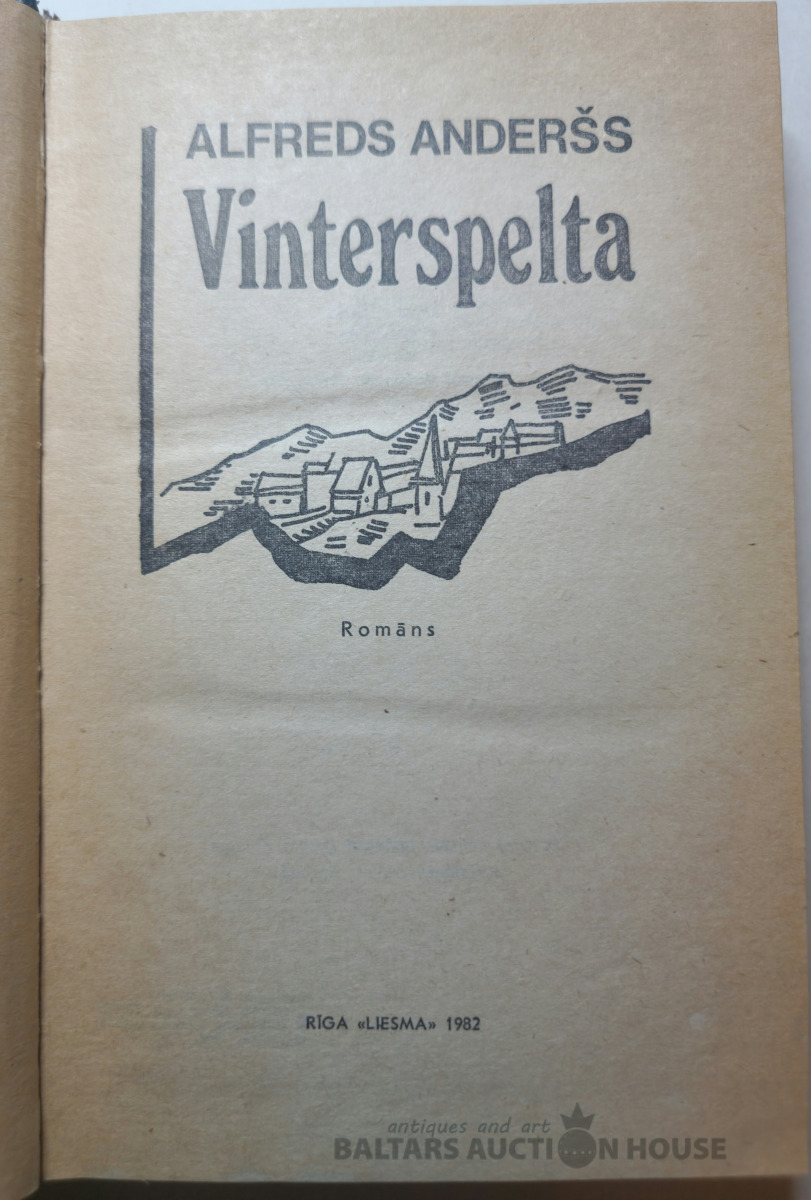 ALFREDS ANDERŠS
Vinterspelta
Romāns
RĪGA «LIESMA» 1982
antiques and art
BALTARS AUCTION HOUSE